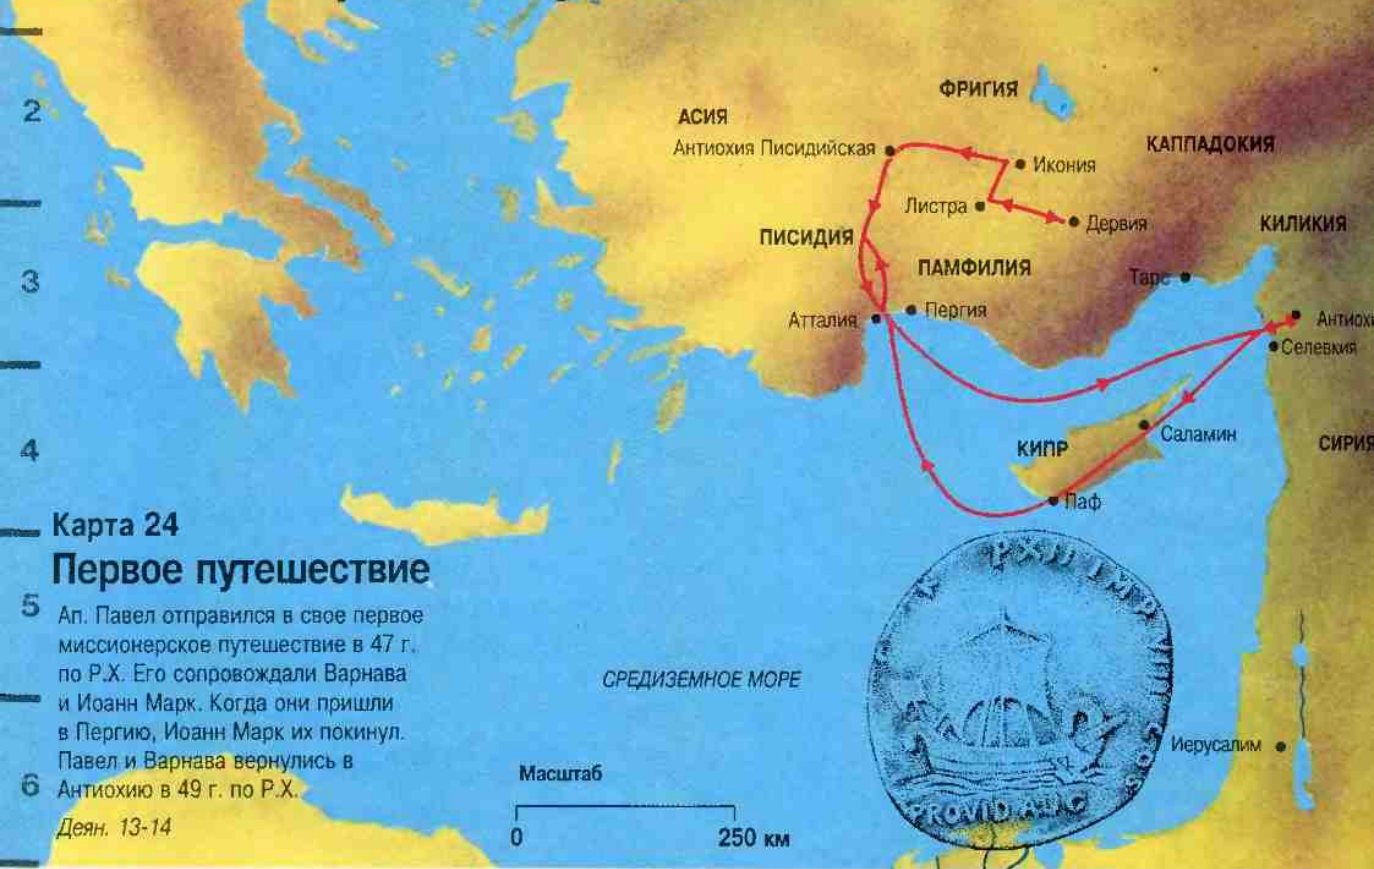 2
3
4
5
6
ФРИГИЯ
АСИЯ
КАППАДОКИЯ
Антиохия Писидийская
Икония
Листра
Дервия
КИЛИКИЯ
ПИСИДИЯ
ПАМФИЛИЯ
Тарс
Пергия
Атталия
Антиохи
Селевкия
Саламин
КИПР
СИРИЯ
Паф
Карта 24
Первое путешествие
Ап. Павел отправился в свое первое
миссионерское путешествие в 47 г.
по Р.Х. Его сопровождали Варнава
и Иоанн Марк. Когда они пришли
в Пергию, Иоанн Марк их покинул.
Павел и Варнава вернулись в
Антиохию в 49 г. по Р.Х.
Деян. 13-14
СРЕДИЗЕМНОЕ МОРЕ
Иерусалим
Масштаб
0 250 км
PROVID AVG